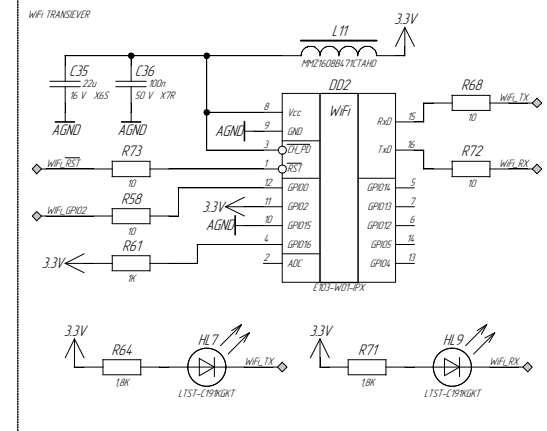 WiFi TRANSIEVER
L11
3.3V
MMZ1608B471CTAH0
C35
22u
16 V X6S
C36
100n
50 V X7R
AGND
AGND
DD2
WiFi
8 Vcc
AGND 9 GND
3 CH_PD
1 RST
12 GPIO0
3.3V 11 GPIO2
AGND 10 GPIO15
4 GPIO16
2 ADC
RxD 15
TxD 16
GPIO14 5
GPIO13 7
GPIO12 6
GPIO5 14
GPIO4 13
E103-W01-IPX
R68
WiFi_TX
10
R72
WiFi_RX
10
R73
WiFi_RST
10
R58
WiFi_GPIO2
10
R61
3.3V
1K
3.3V
R64
1.8K
HL7
WiFi_TX
LTST-C191KGKT
3.3V
R71
1.8K
HL9
WiFi_RX
LTST-C191KGKT